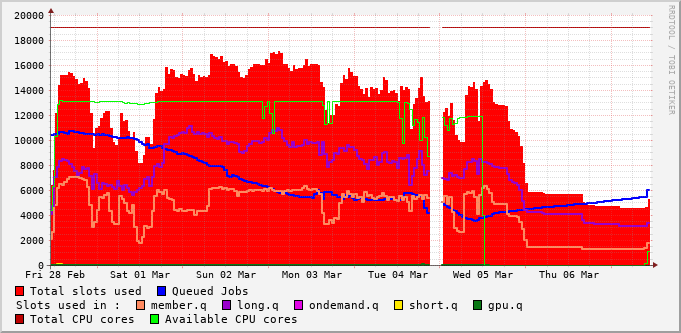 20000
18000
16000
14000
12000
10000
8000
6000
4000
2000
0
Fri 28 Feb Sat 01 Mar Sun 02 Mar Mon 03 Mar Tue 04 Mar Wed 05 Mar Thu 06 Mar
Total slots used Queued Jobs
Slots used in : member.q long.q ondemand.q short.q gpu.q
Total CPU cores Available CPU cores
RRDTOOL / TOBI OETIKER